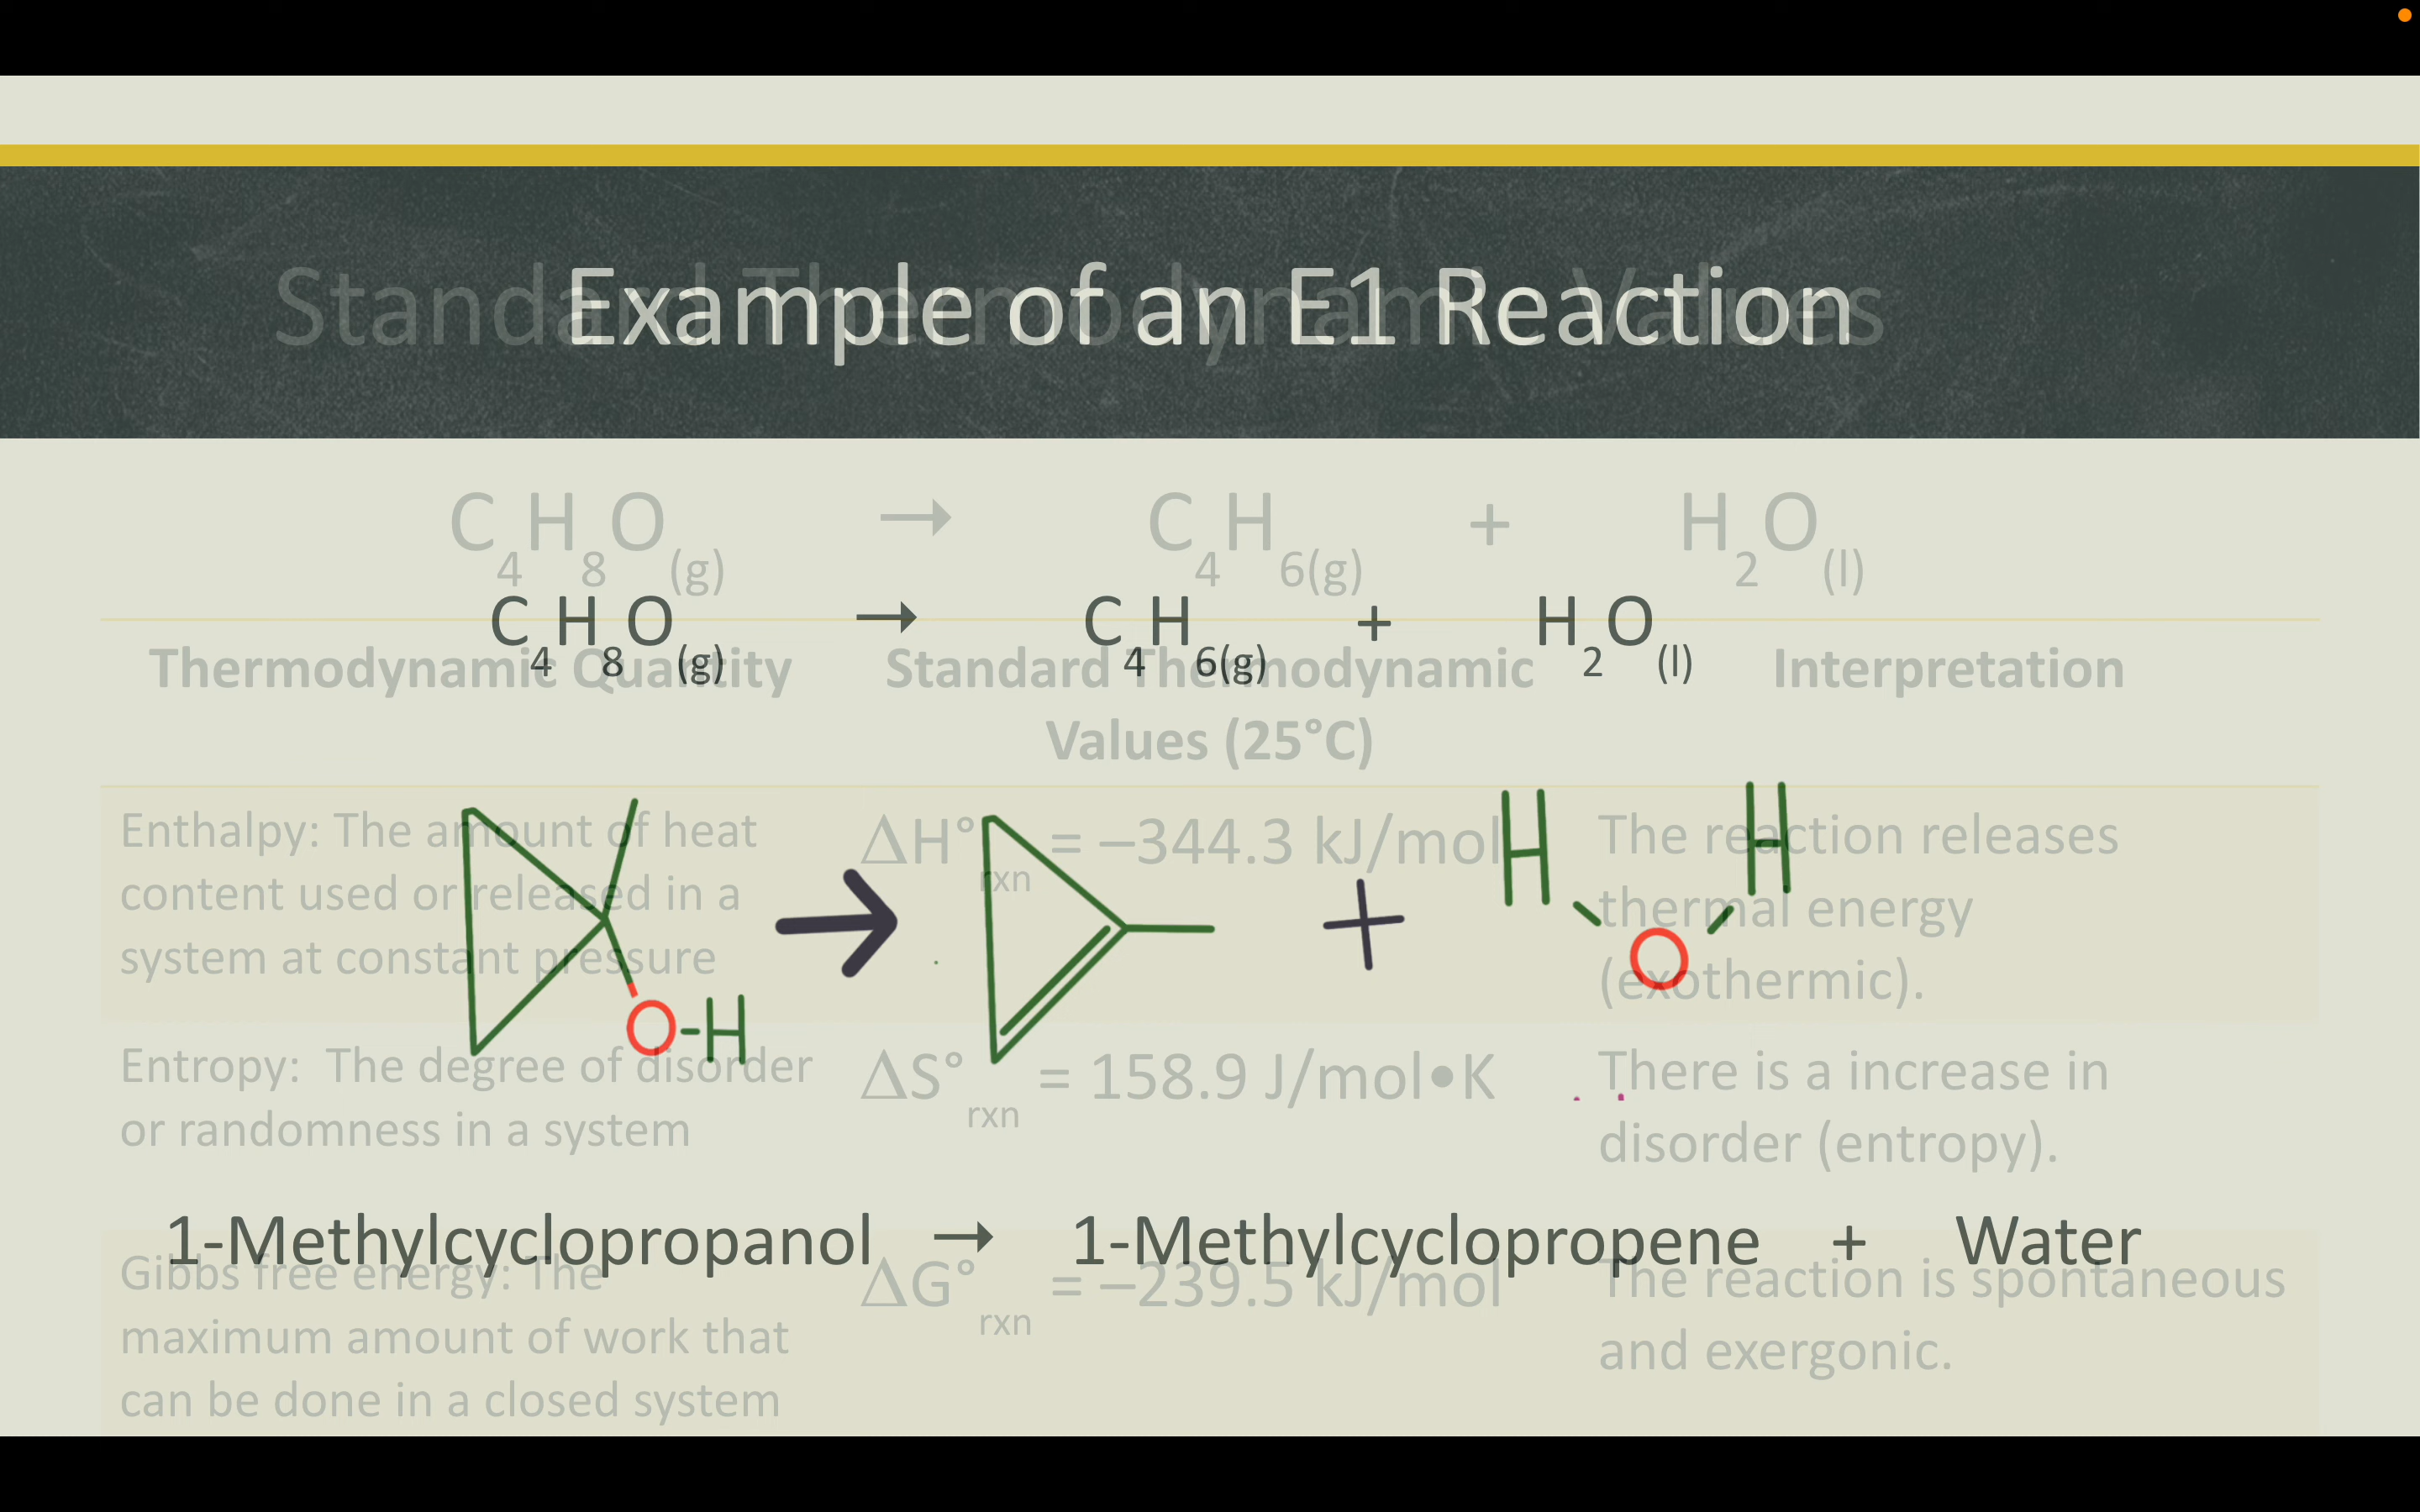 Standard Thermodynamic Values
Example of an E1 Reaction
C4H8O(g) → C4H6(g) + H2O(l)
C4H8O(g) → C4H6(g) + H2O(l)
Thermodynamic Quantity Standard Thermodynamic Interpretation
Values (25°C)
Enthalpy: The amount of heat
content used or released in a
system at constant pressure
ΔH°rxn = –344.3 kJ/mol
The reaction releases
thermal energy
(exothermic).
H H
O
O-H
Entropy: The degree of disorder
or randomness in a system
ΔS°rxn = 158.9 J/mol•K
There is a increase in
disorder (entropy).
1-Methylcyclopropanol → 1-Methylcyclopropene + Water
Gibbs free energy: The
maximum amount of work that
can be done in a closed system
ΔG°rxn = –239.5 kJ/mol
The reaction is spontaneous
and exergonic.